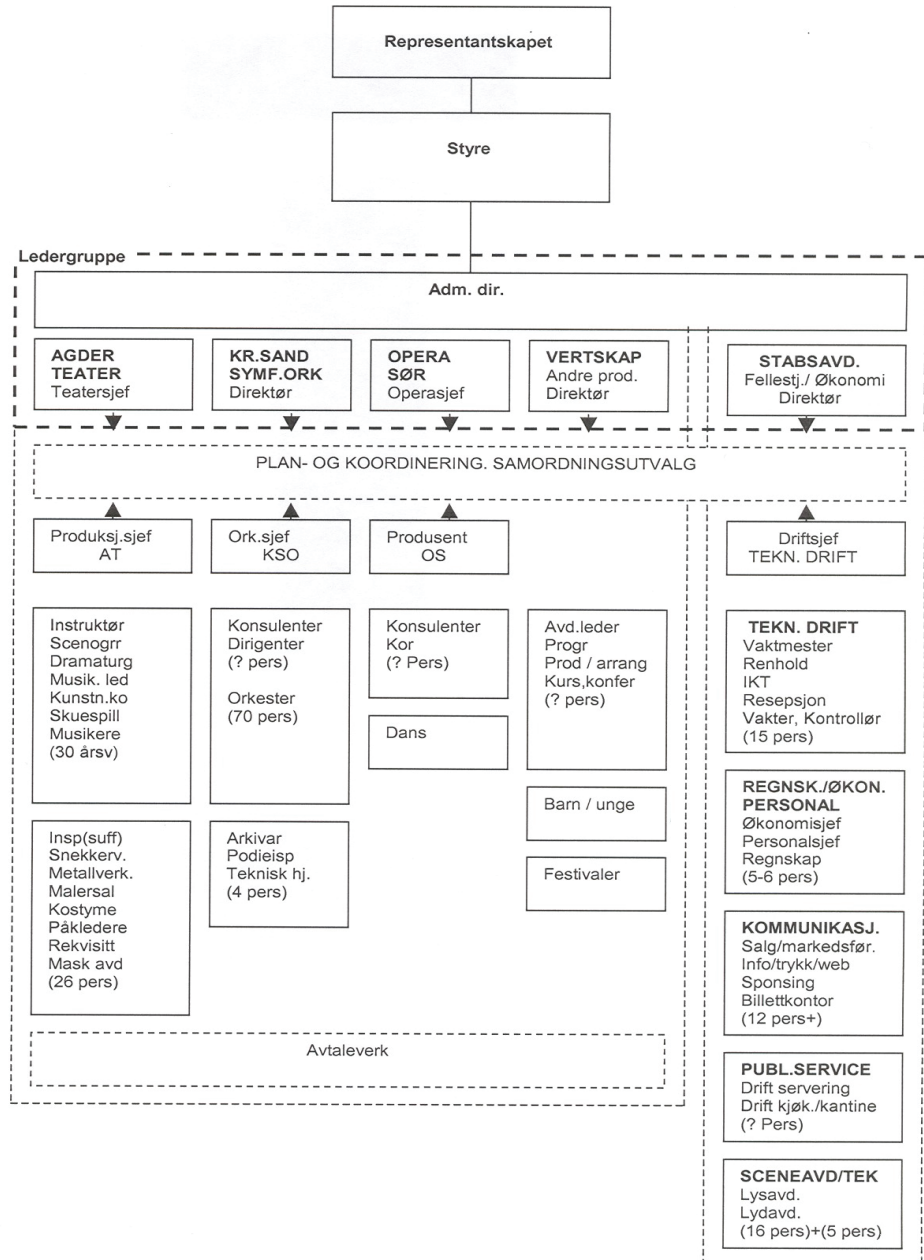 Representantskapet
Styre
Ledergruppe
Adm. dir.
AGDER
TEATER
Teatersjef
KR.SAND
SYMF.ORK
Direktør
OPERA
SØR
Operasjef
VERTSKAP
Andre prod.
Direktør
STABSAVD.
Fellestj./ Økonomi
Direktør
PLAN- OG KOORDINERING. SAMORDNINGSUTVALG
Produksj.sjef
AT
Ork.sjef
KSO
Produsent
OS
Driftsjef
TEKN. DRIFT
Instruktør
Scenogrr
Dramaturg
Musik. led
Kunstn.ko
Skuespill
Musikere
(30 årsv)
Konsulenter
Dirigenter
(? pers)
Orkester
(70 pers)
Konsulenter
Kor
(? Pers)
Dans
Avd.leder
Progr
Prod / arrang
Kurs,konfer
(? pers)
Barn / unge
Festivaler
Insp(suff)
Snekkerv.
Metallverk.
Malersal
Kostyme
Påkledere
Rekvisitt
Mask avd
(26 pers)
Arkivar
Podieisp
Teknisk hj.
(4 pers)
Avtaleverk
TEKN. DRIFT
Vaktmester
Renhold
IKT
Resepsjon
Vakter, Kontrollør
(15 pers)
REGNSK./ØKON.
PERSONAL
Økonomisjef
Personalsjef
Regnskap
(5-6 pers)
KOMMUNIKASJ.
Salg/markedsfør.
Info/trykk/web
Sponsing
Billettkontor
(12 pers+)
PUBL.SERVICE
Drift servering
Drift kjøk./kantine
(? Pers)
SCENEAVD/TEK
Lysavd.
Lydavd.
(16 pers)+(5 pers)